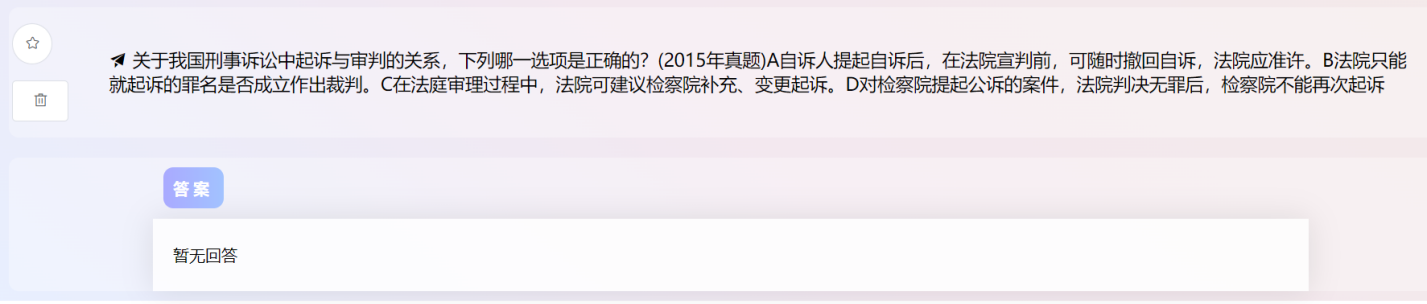 关于我国刑事诉讼中起诉与审判的关系，下列哪一选项是正确的？(2015年真题)A自诉人提起自诉后，在法院宣判前，可随时撤回自诉，法院应准许。B法院只能
就起诉的罪名是否成立作出裁判。C在法庭审理过程中，法院可建议检察院补充、变更起诉。D对检察院提起公诉的案件，法院判决无罪后，检察院不能再次起诉
答案
暂无回答